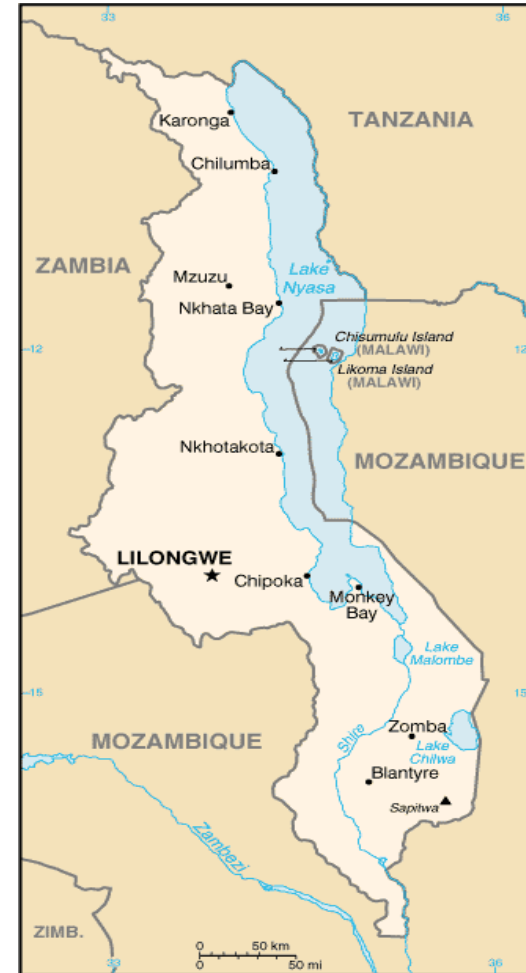 33
36
Karonga
TANZANIA
Chilumba
ZAMBIA
Lake
Nyasa
Mzuzu
Nkhata Bay
Chisumulu Island
(MALAWI)
12
12
Likoma Island
(MALAWI)
Nkhotakota
MOZAMBIQUE
LILONGWE
Chipoka
Monkey
Bay
Lake
Malombe
15
15
Shire
Zomba
MOZAMBIQUE
Lake
Chilwa
Blantyre
Sapitwa
Zambezi
ZIMB.
0 50 km
0 50 mi
33
36